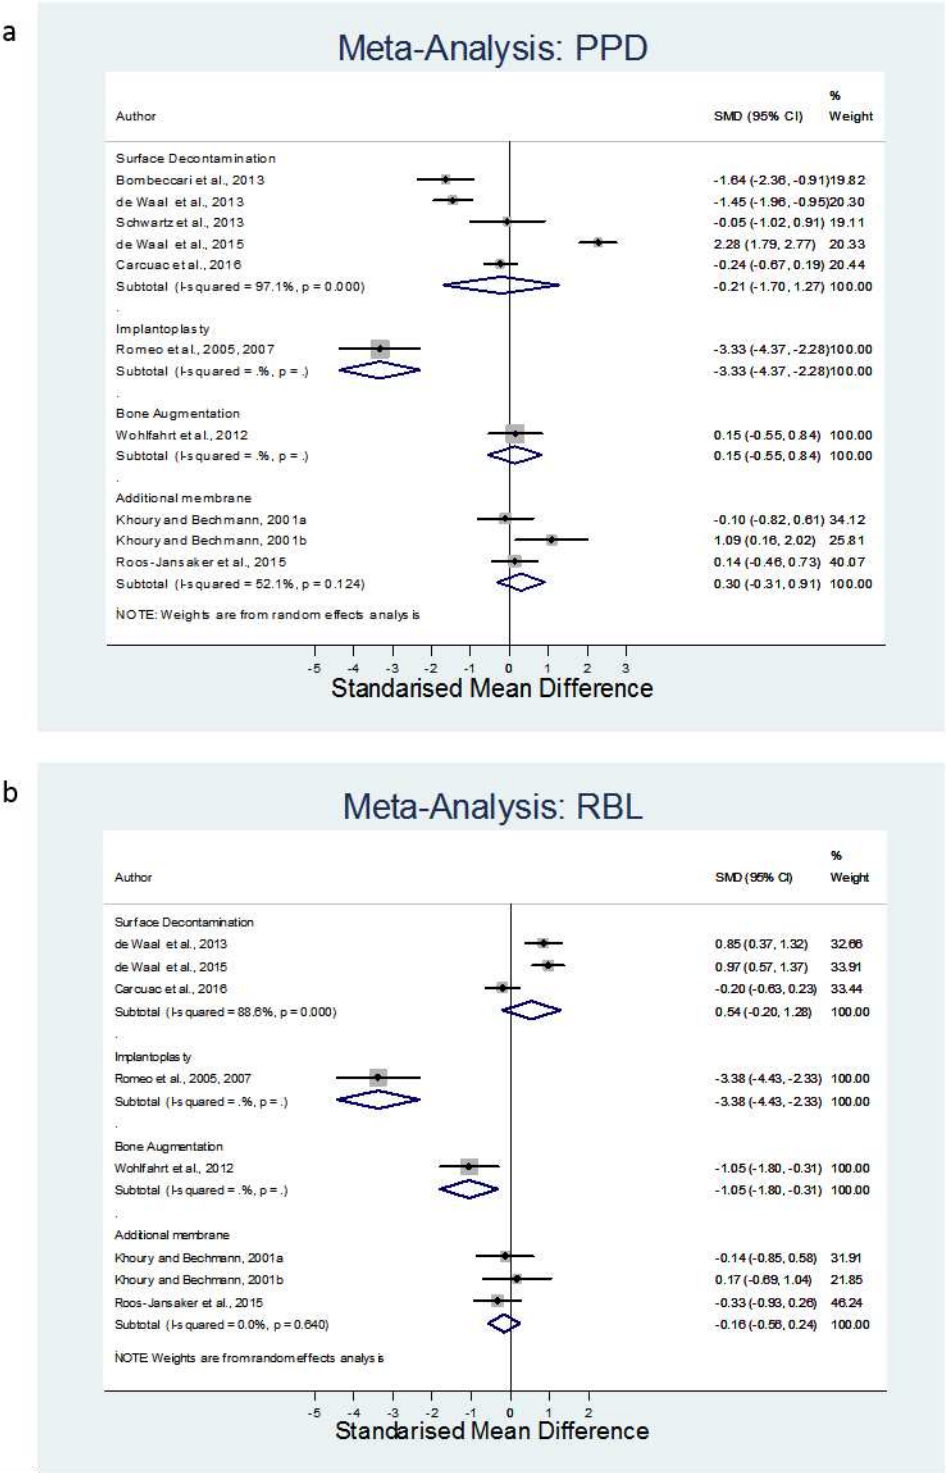 a
Meta-Analysis: PPD
%
Author SMD (95% CI) Weight
Surface Decontamination
Bombeccari et al., 2013 -1.64 (-2.36, -0.91)19.82
de Waal et al., 2013 -1.45 (-1.96, -0.95)20.30
Schwartz et al., 2013 -0.05 (-1.02, 0.91) 19.11
de Waal et al., 2015 2.28 (1.79, 2.77) 20.33
Carcuac et al., 2016 -0.24 (-0.67, 0.19) 20.44
Subtotal (I-squared = 97.1%, p = 0.000) -0.21 (-1.70, 1.27) 100.00
.
Implantoplasty
Romeo et al., 2005, 2007 -3.33 (-4.37, -2.28)100.00
Subtotal (I-squared = .%, p = .) -3.33 (-4.37, -2.28)100.00
.
Bone Augmentation
Wohlfahrt et al., 2012 0.15 (-0.55, 0.84) 100.00
Subtotal (I-squared = .%, p = .) 0.15 (-0.55, 0.84) 100.00
.
Additional membrane
Khoury and Bechmann, 2001a -0.10 (-0.82, 0.61) 34.12
Khoury and Bechmann, 2001b 1.09 (0.16, 2.02) 25.81
Roos-Jansaker et al., 2015 0.14 (-0.46, 0.73) 40.07
Subtotal (I-squared = 52.1%, p = 0.124) 0.30 (-0.31, 0.91) 100.00
NOTE: Weights are from random effects analysis
-5 -4 -3 -2 -1 0 1 2 3
Standarised Mean Difference
b
Meta-Analysis: RBL
%
Author SMD (95% CI) Weight
Surface Decontamination
de Waal et al., 2013 0.85 (0.37, 1.32) 32.66
de Waal et al., 2015 0.97 (0.57, 1.37) 33.91
Carcuac et al., 2016 -0.20 (-0.63, 0.23) 33.44
Subtotal (I-squared = 88.6%, p = 0.000) 0.54 (-0.20, 1.28) 100.00
.
Implantoplasty
Romeo et al., 2005, 2007 -3.38 (-4.43, -2.33) 100.00
Subtotal (I-squared = .%, p = .) -3.38 (-4.43, -2.33) 100.00
.
Bone Augmentation
Wohlfahrt et al., 2012 -1.05 (-1.80, -0.31) 100.00
Subtotal (I-squared = .%, p = .) -1.05 (-1.80, -0.31) 100.00
.
Additional membrane
Khoury and Bechmann, 2001a -0.14 (-0.85, 0.58) 31.91
Khoury and Bechmann, 2001b 0.17 (-0.69, 1.04) 21.85
Roos-Jansaker et al., 2015 -0.33 (-0.93, 0.26) 46.24
Subtotal (I-squared = 0.0%, p = 0.640) -0.16 (-0.56, 0.24) 100.00
NOTE: Weights are from random effects analysis
-5 -4 -3 -2 -1 0 1 2
Standarised Mean Difference